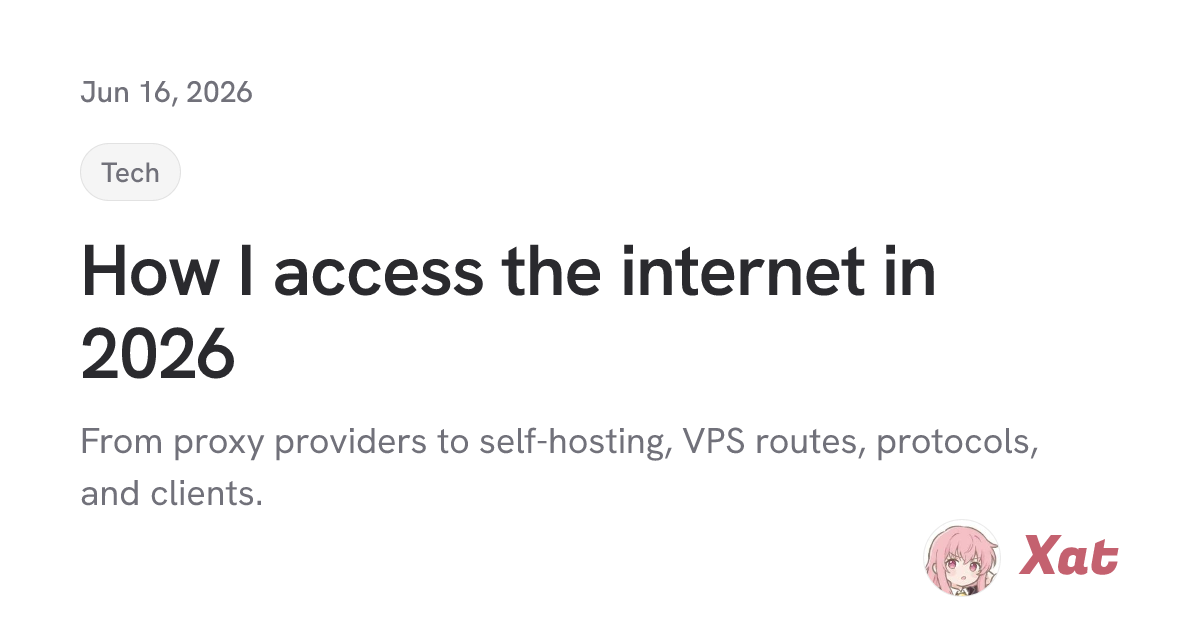 Jun 16, 2026
Tech
How I access the internet in
2026
From proxy providers to self-hosting, VPS routes, protocols,
and clients.
Xat